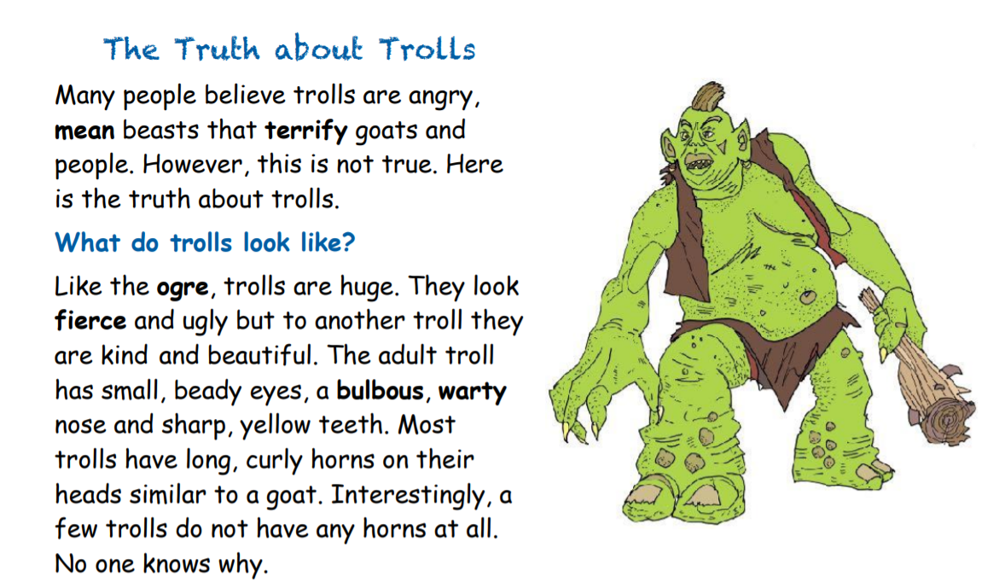 The Truth about Trolls
Many people believe trolls are angry,
mean beasts that terrify goats and
people. However, this is not true. Here
is the truth about trolls.
What do trolls look like?
Like the ogre, trolls are huge. They look
fierce and ugly but to another troll they
are kind and beautiful. The adult troll
has small, beady eyes, a bulbous, warty
nose and sharp, yellow teeth. Most
trolls have long, curly horns on their
heads similar to a goat. Interestingly, a
few trolls do not have any horns at all.
No one knows why.